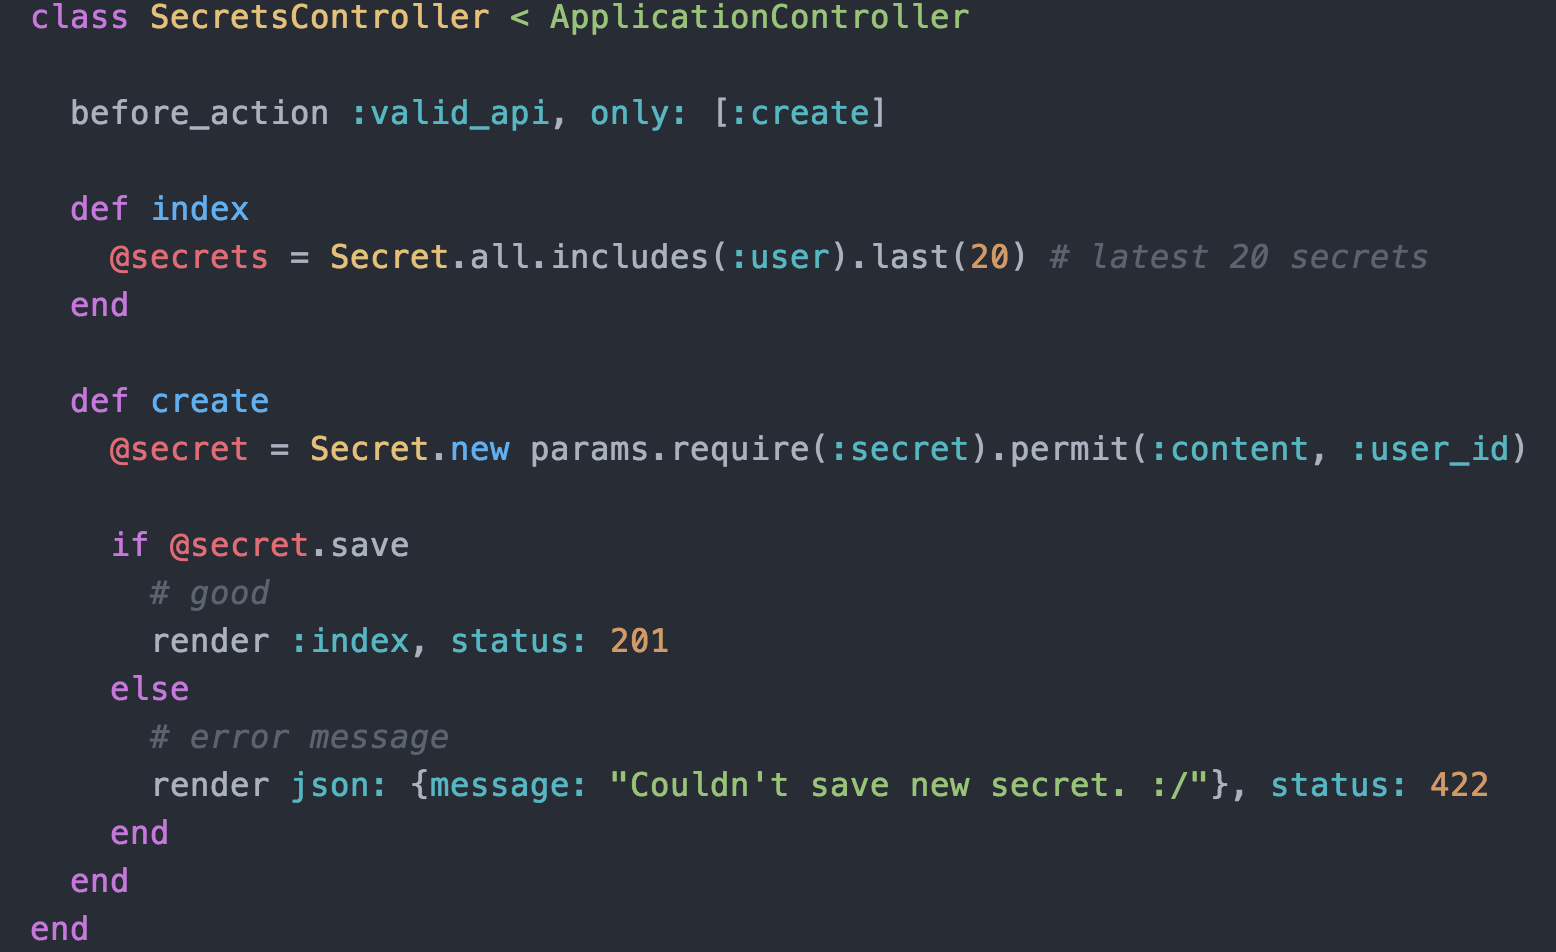 class SecretsController < ApplicationController
before_action :valid_api, only: [:create]
def index
@secrets = Secret.all.includes(:user).last(20) # latest 20 secrets
end
def create
@secret = Secret.new params.require(:secret).permit(:content, :user_id)
if @secret.save
# good
render :index, status: 201
else
# error message
render json: {message: "Couldn't save new secret. :/"}, status: 422
end
end
end